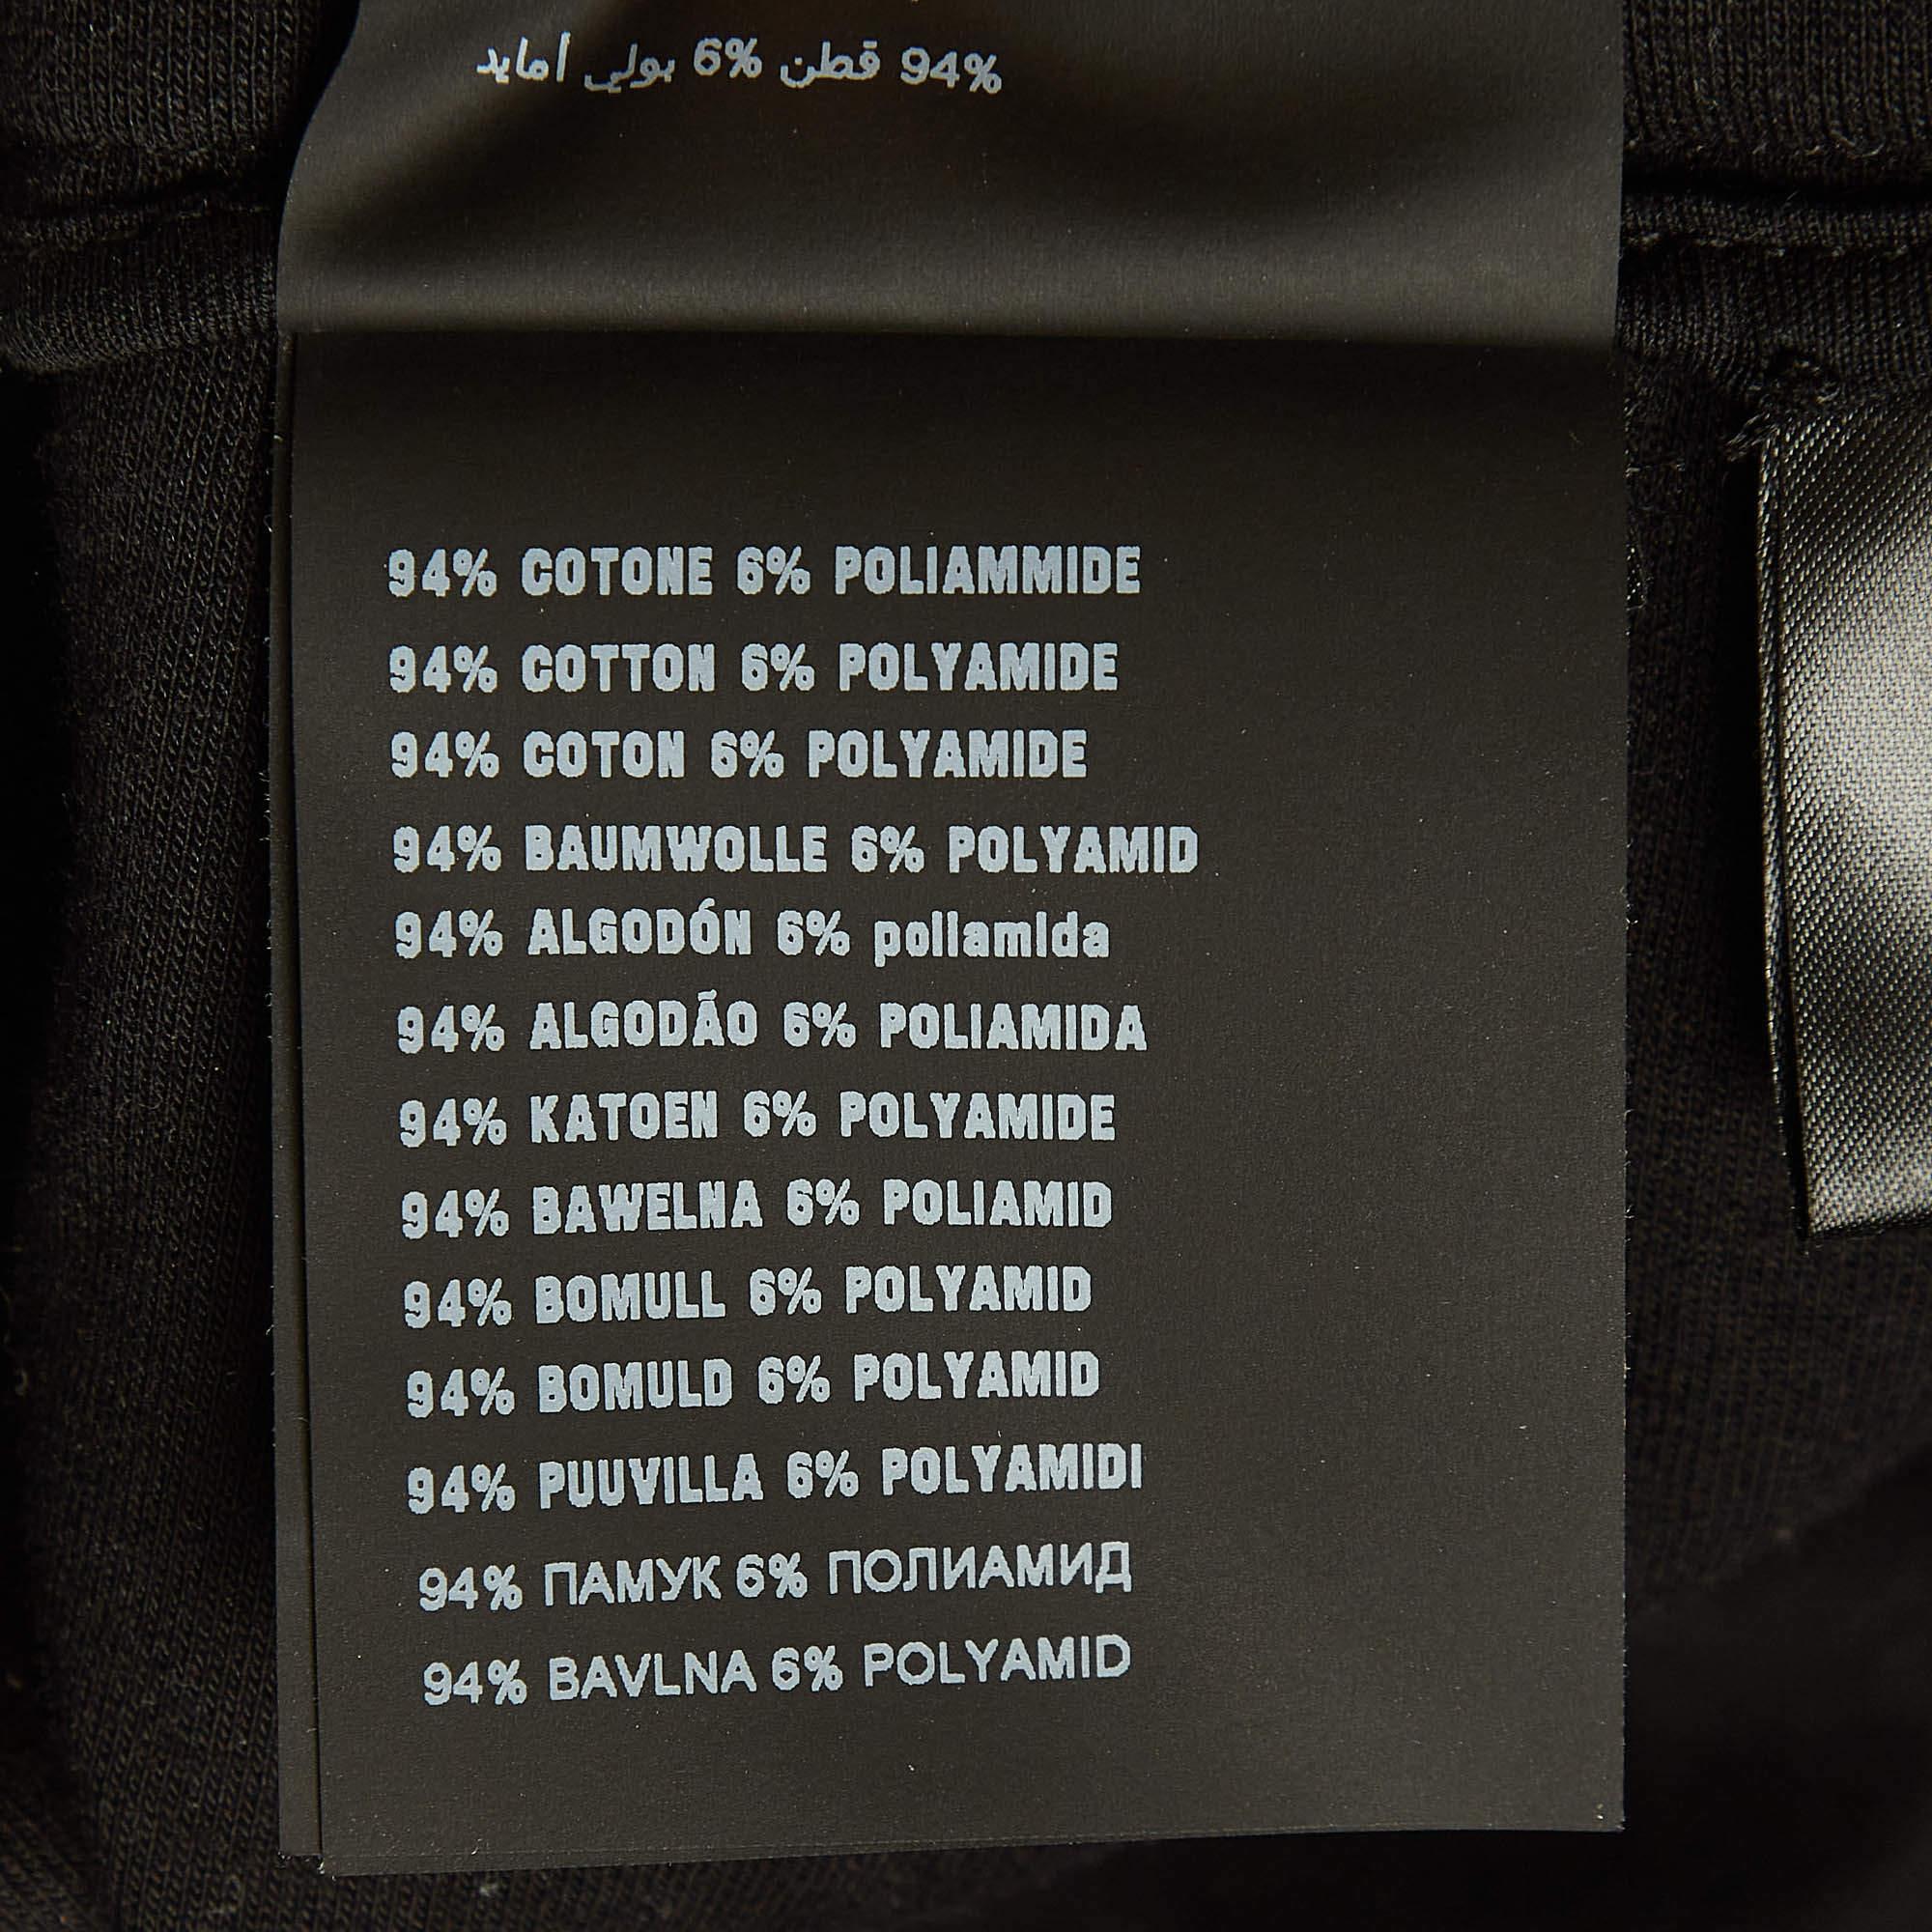 94% قطن 6% بولي أمايد
94% COTONE 6% POLIAMMIDE
94% COTTON 6% POLYAMIDE
94% COTON 6% POLYAMIDE
94% BAUMWOLLE 6% POLYAMID
94% ALGODÓN 6% poliamida
94% ALGODÃO 6% POLIAMIDA
94% KATOEN 6% POLYAMIDE
94% BAWELNA 6% POLIAMID
94% BOMULL 6% POLYAMID
94% BOMULD 6% POLYAMID
94% PUUVILLA 6% POLYAMIDI
94% ПАМУК 6% ПОЛИАМИД
94% BAVLNA 6% POLYAMID